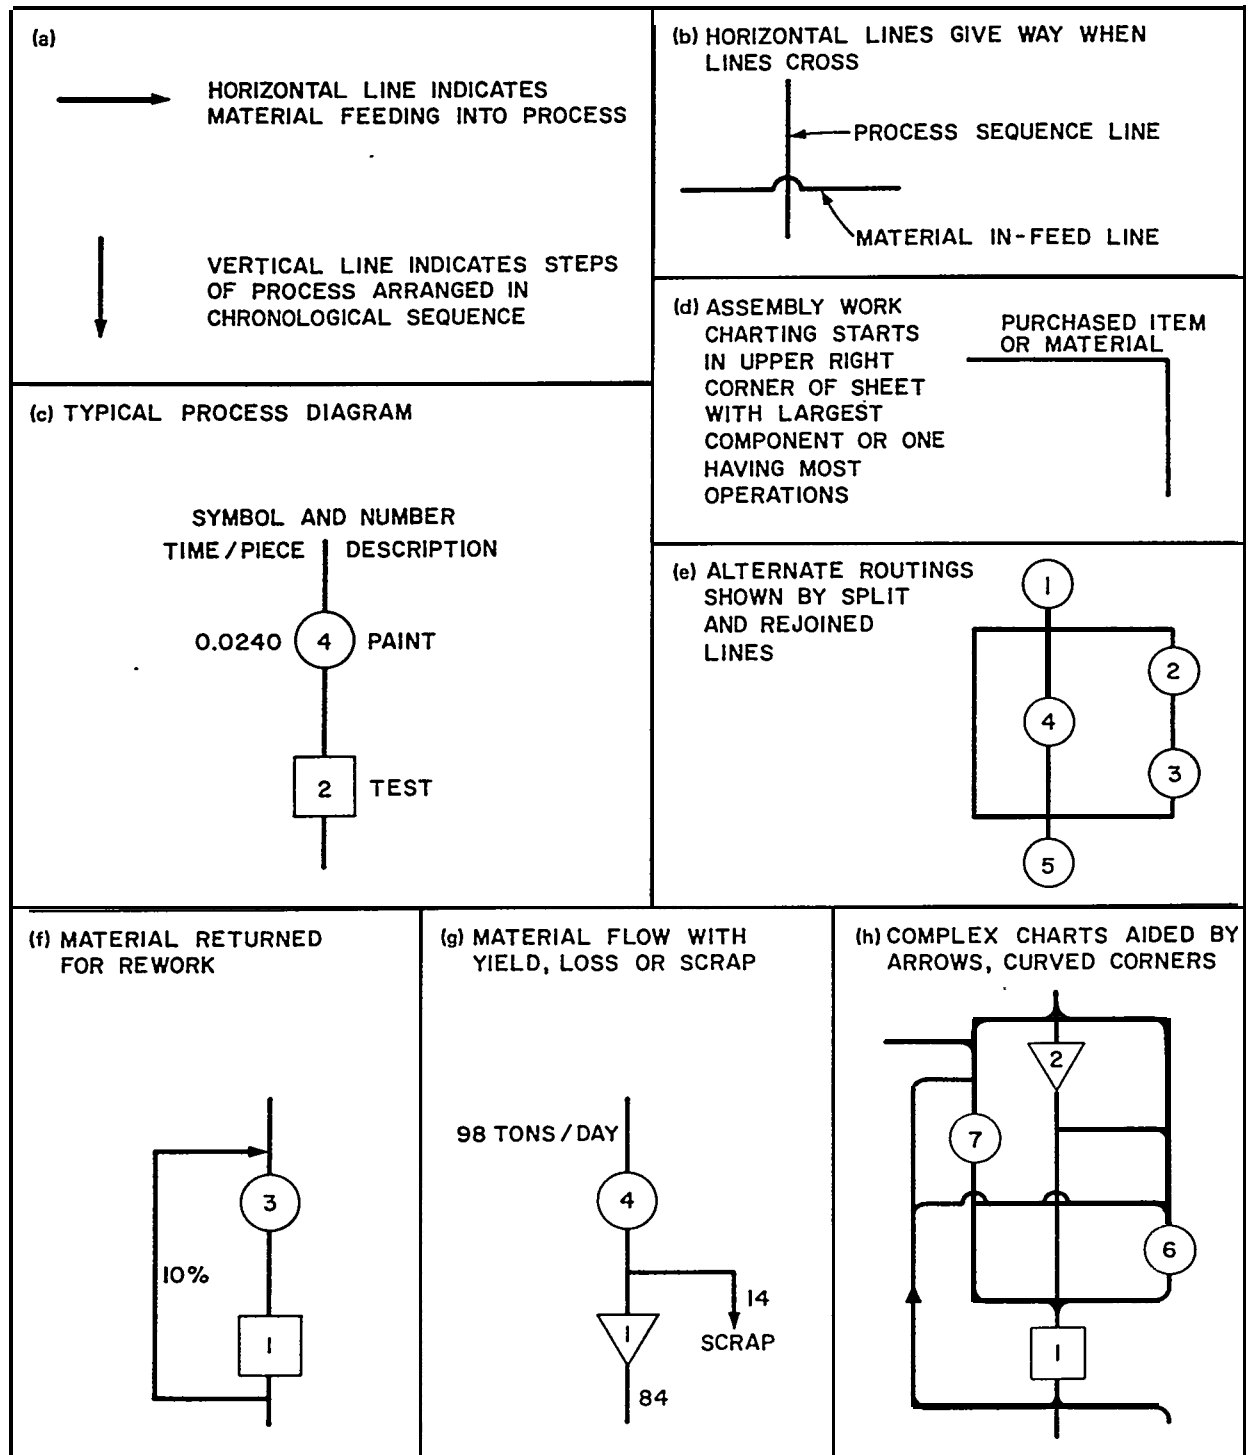 (a)
HORIZONTAL LINE INDICATES
MATERIAL FEEDING INTO PROCESS
VERTICAL LINE INDICATES STEPS
OF PROCESS ARRANGED IN
CHRONOLOGICAL SEQUENCE
(b) HORIZONTAL LINES GIVE WAY WHEN
LINES CROSS
PROCESS SEQUENCE LINE
MATERIAL IN-FEED LINE
(c) TYPICAL PROCESS DIAGRAM
SYMBOL AND NUMBER
TIME/PIECE DESCRIPTION
0.0240 4 PAINT
2 TEST
(d) ASSEMBLY WORK
CHARTING STARTS
IN UPPER RIGHT
CORNER OF SHEET
WITH LARGEST
COMPONENT OR ONE
HAVING MOST
OPERATIONS
PURCHASED ITEM
OR MATERIAL
(e) ALTERNATE ROUTINGS
SHOWN BY SPLIT
AND REJOINED
LINES
1
2
4
3
5
(f) MATERIAL RETURNED
FOR REWORK
3
10%
1
(g) MATERIAL FLOW WITH
YIELD, LOSS OR SCRAP
98 TONS/DAY
4
14
1
SCRAP
84
(h) COMPLEX CHARTS AIDED BY
ARROWS, CURVED CORNERS
2
7
6
1